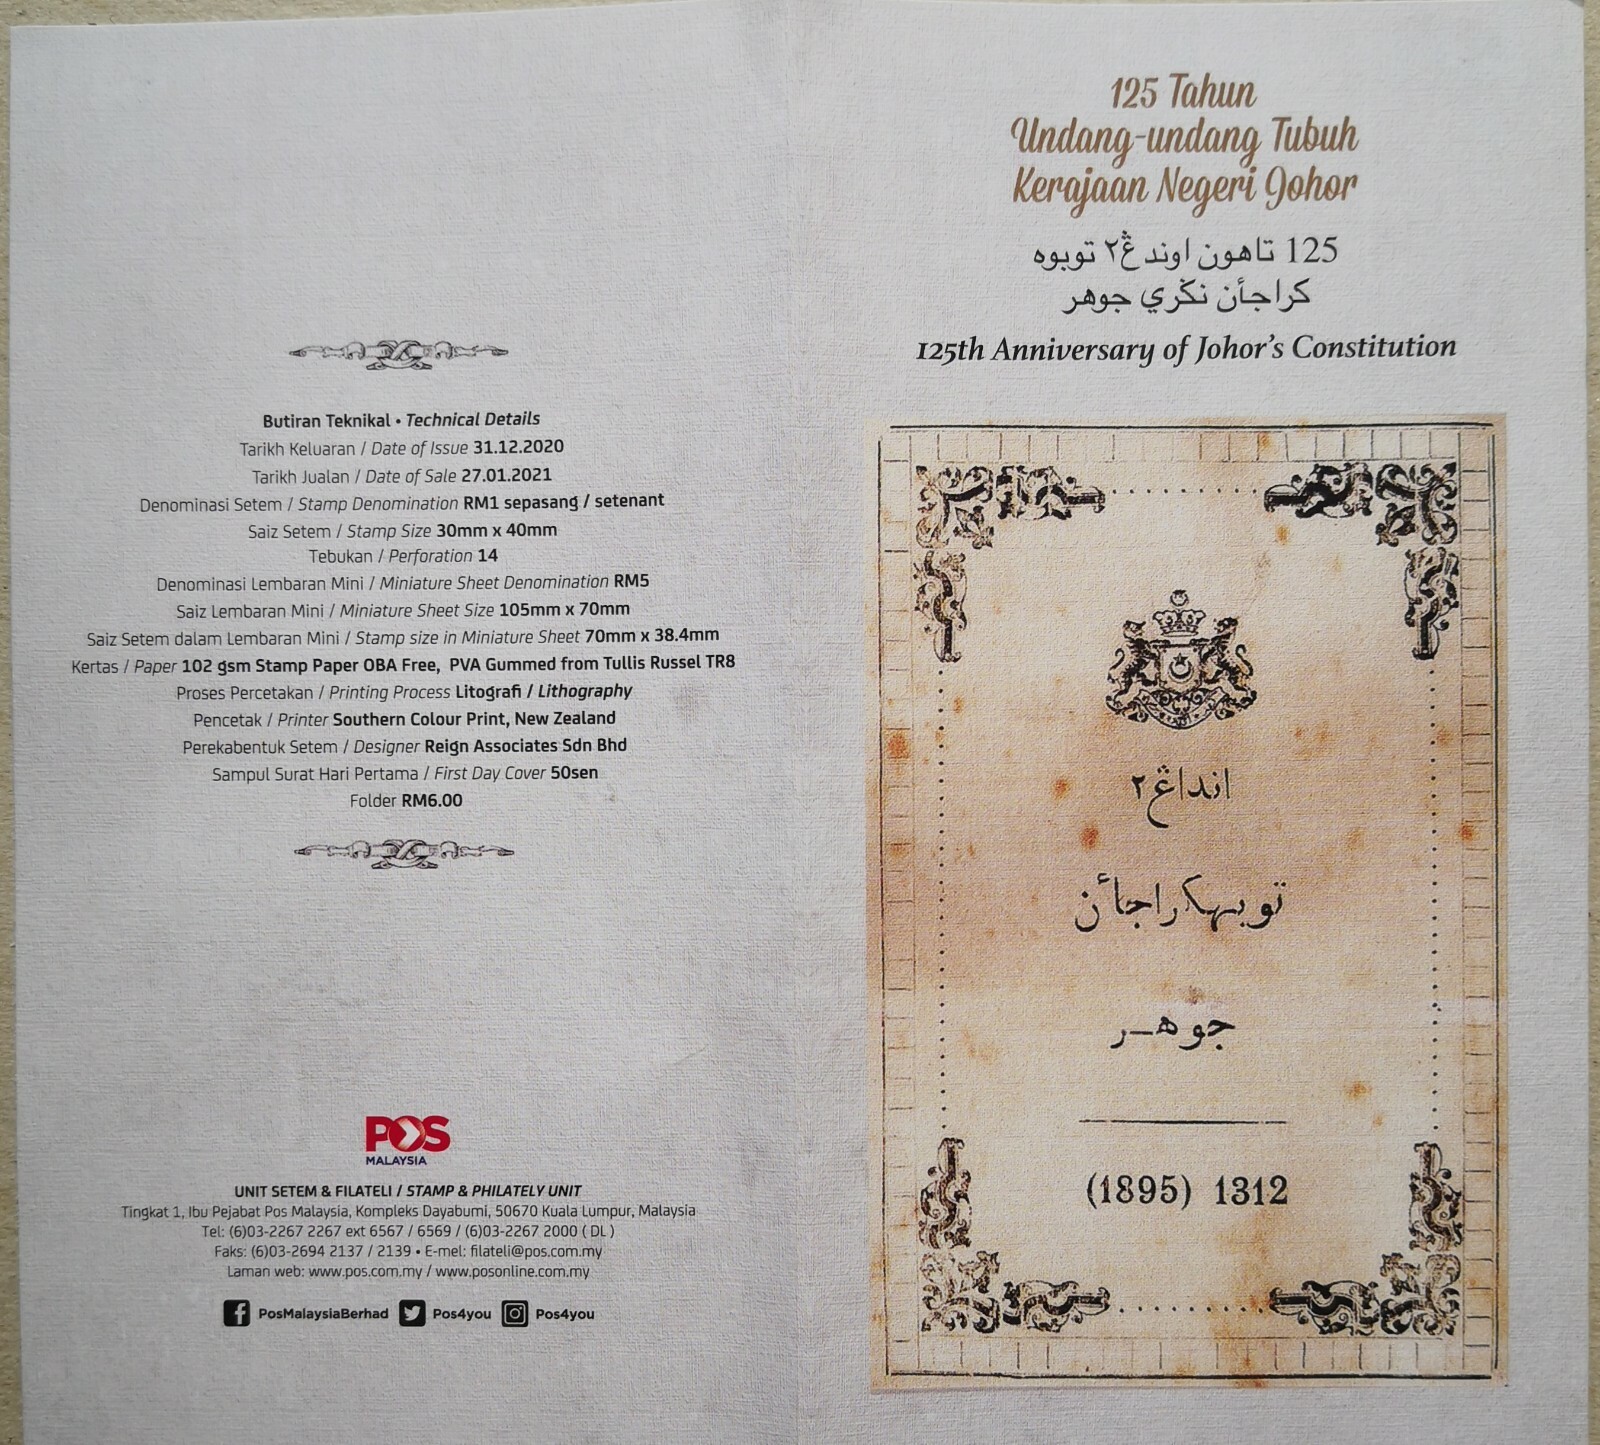 Butiran Teknikal • Technical Details
Tarikh Keluaran / Date of Issue 31.12.2020
Tarikh Jualan / Date of Sale 27.01.2021
Denominasi Setem / Stamp Denomination RM1 sepasang / setenant
Saiz Setem / Stamp Size 30mm x 40mm
Tebukan / Perforation 14
Denominasi Lembaran Mini / Miniature Sheet Denomination RM5
Saiz Lembaran Mini / Miniature Sheet Size 105mm x 70mm
Saiz Setem dalam Lembaran Mini / Stamp size in Miniature Sheet 70mm x 38.4mm
Kertas / Paper 102 gsm Stamp Paper OBA Free, PVA Gummed from Tullis Russel TR8
Proses Percetakan / Printing Process Litografi / Lithography
Pencetak / Printer Southern Colour Print, New Zealand
Perekabentuk Setem / Designer Reign Associates Sdn Bhd
Sampul Surat Hari Pertama / First Day Cover 50sen
Folder RM6.00
POS
MALAYSIA
UNIT SETEM & FILATELI / STAMP & PHILATELY UNIT
Tingkat 1, Ibu Pejabat Pos Malaysia, Kompleks Dayabumi, 50670 Kuala Lumpur, Malaysia
Tel: (6)03-2267 2267 ext 6567 / 6569 / (6)03-2267 2000 ( DL )
Faks: (6)03-2694 2137 / 2139 • E-mel: filateli@pos.com.my
Laman web: www.pos.com.my / www.posonline.com.my
PosMalaysiaBerhad Pos4you Pos4you
125 Tahun
Undang-undang Tubuh
Kerajaan Negeri Johor
125 تاهون اوندڠ٢ توبوه
كراجأن نڬري جوهر
125th Anniversary of Johor's Constitution
انداڠ٢
توبهكراجأن
جوهـر
(1895) 1312